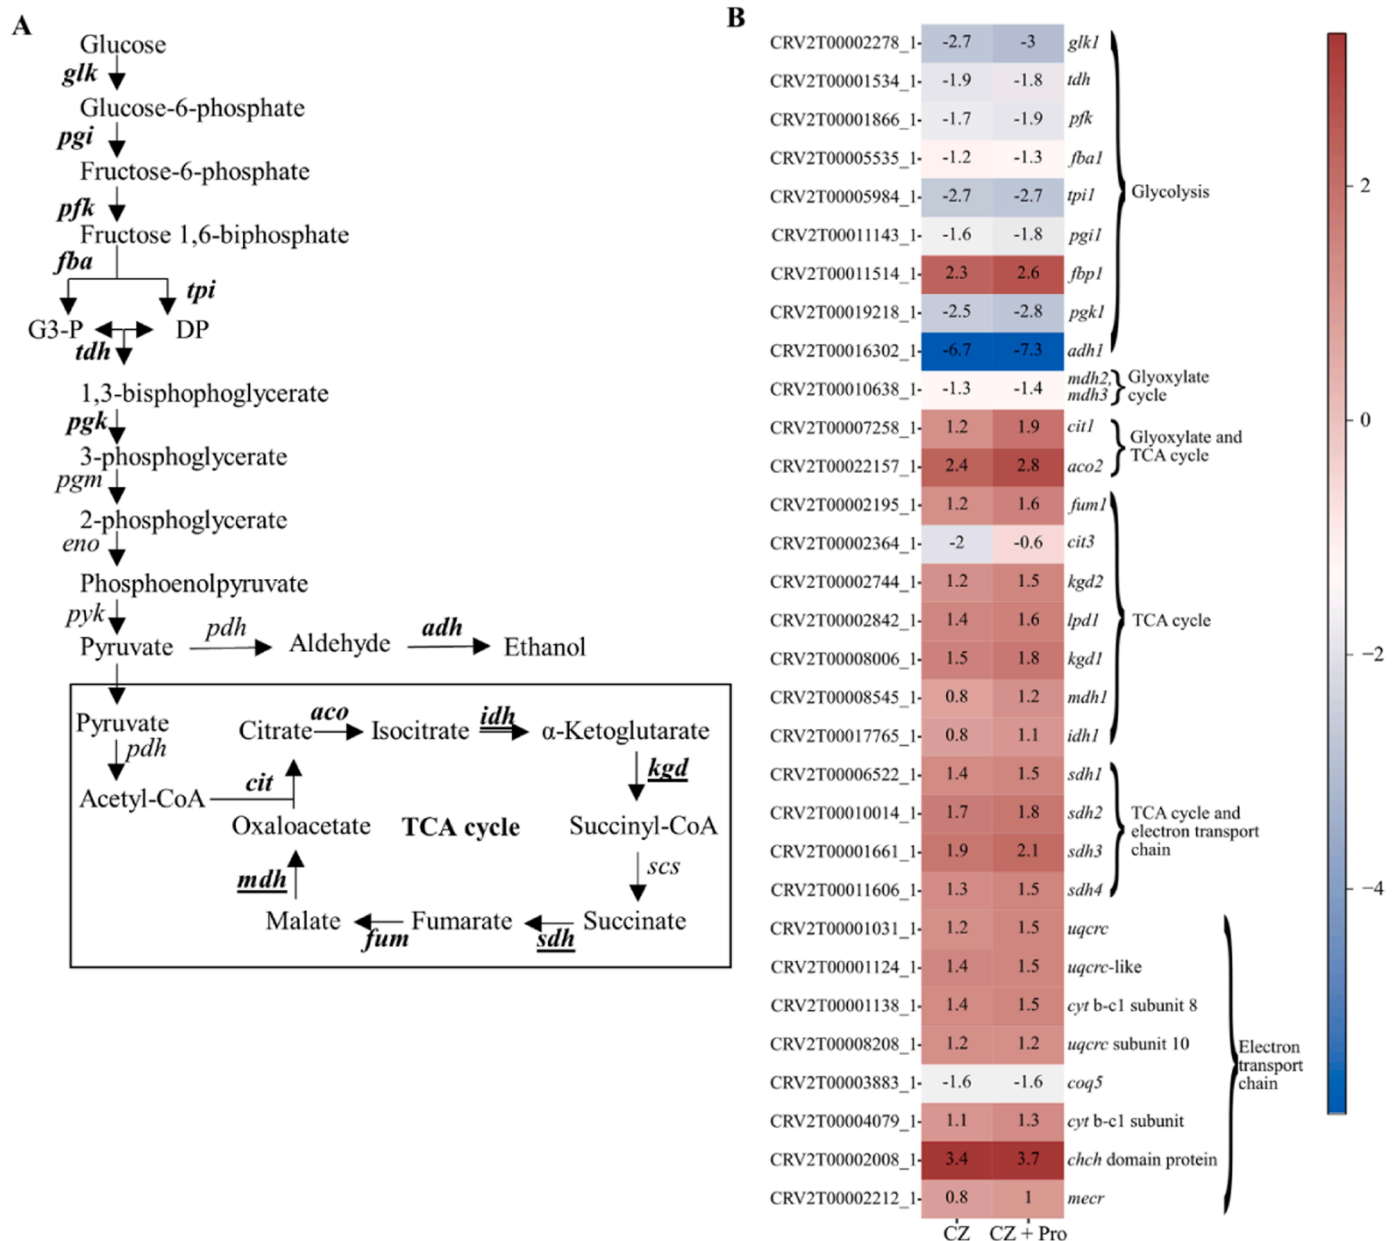 A
Glucose
glk
Glucose-6-phosphate
pgi
Fructose-6-phosphate
pfk
Fructose 1,6-biphosphate
fba
tpi
G3-P
DP
tdh
1,3-bisphophoglycerate
pgk
3-phosphoglycerate
pgm
2-phosphoglycerate
eno
Phosphoenolpyruvate
pyk
Pyruvate
pdh
Aldehyde
adh
Ethanol
Pyruvate
pdh
Acetyl-CoA
cit
Citrate
aco
Isocitrate
idh
α-Ketoglutarate
kgd
Oxaloacetate
TCA cycle
Succinyl-CoA
scs
mdh
Malate
fum
Fumarate
sdh
Succinate
B
CRV2T00002278_1 -2.7 -3 glk1
CRV2T00001534_1 -1.9 -1.8 tdh
CRV2T00001866_1 -1.7 -1.9 pfk
CRV2T00005535_1 -1.2 -1.3 fba1
CRV2T00005984_1 -2.7 -2.7 tpi1
Glycolysis
CRV2T00011143_1 -1.6 -1.8 pgi1
CRV2T00011514_1 2.3 2.6 fbp1
CRV2T00019218_1 -2.5 -2.8 pgk1
CRV2T00016302_1 -6.7 -7.3 adh1
CRV2T00010638_1 -1.3 -1.4 mdh2,
mdh3
Glyoxylate
cycle
CRV2T00007258_1 1.2 1.9 cit1
Glyoxylate and
TCA cycle
CRV2T00022157_1 2.4 2.8 aco2
CRV2T00002195_1 1.2 1.6 fum1
CRV2T00002364_1 -2 -0.6 cit3
CRV2T00002744_1 1.2 1.5 kgd2
CRV2T00002842_1 1.4 1.6 lpd1
TCA cycle
CRV2T00008006_1 1.5 1.8 kgd1
CRV2T00008545_1 0.8 1.2 mdh1
CRV2T00017765_1 0.8 1.1 idh1
CRV2T00006522_1 1.4 1.5 sdh1
CRV2T00010014_1 1.7 1.8 sdh2
TCA cycle and
electron transport
chain
CRV2T00001661_1 1.9 2.1 sdh3
CRV2T00011606_1 1.3 1.5 sdh4
CRV2T00001031_1 1.2 1.5 uqcrc
CRV2T00001124_1 1.4 1.5 uqcrc-like
CRV2T00001138_1 1.4 1.5 cyt b-c1 subunit 8
CRV2T00008208_1 1.2 1.2 uqcrc subunit 10
Electron
transport
chain
CRV2T00003883_1 -1.6 -1.6 coq5
CRV2T00004079_1 1.1 1.3 cyt b-c1 subunit
CRV2T00002008_1 3.4 3.7 chch domain protein
CRV2T00002212_1 0.8 1 mecr
CZ CZ + Pro
2
0
−2
−4